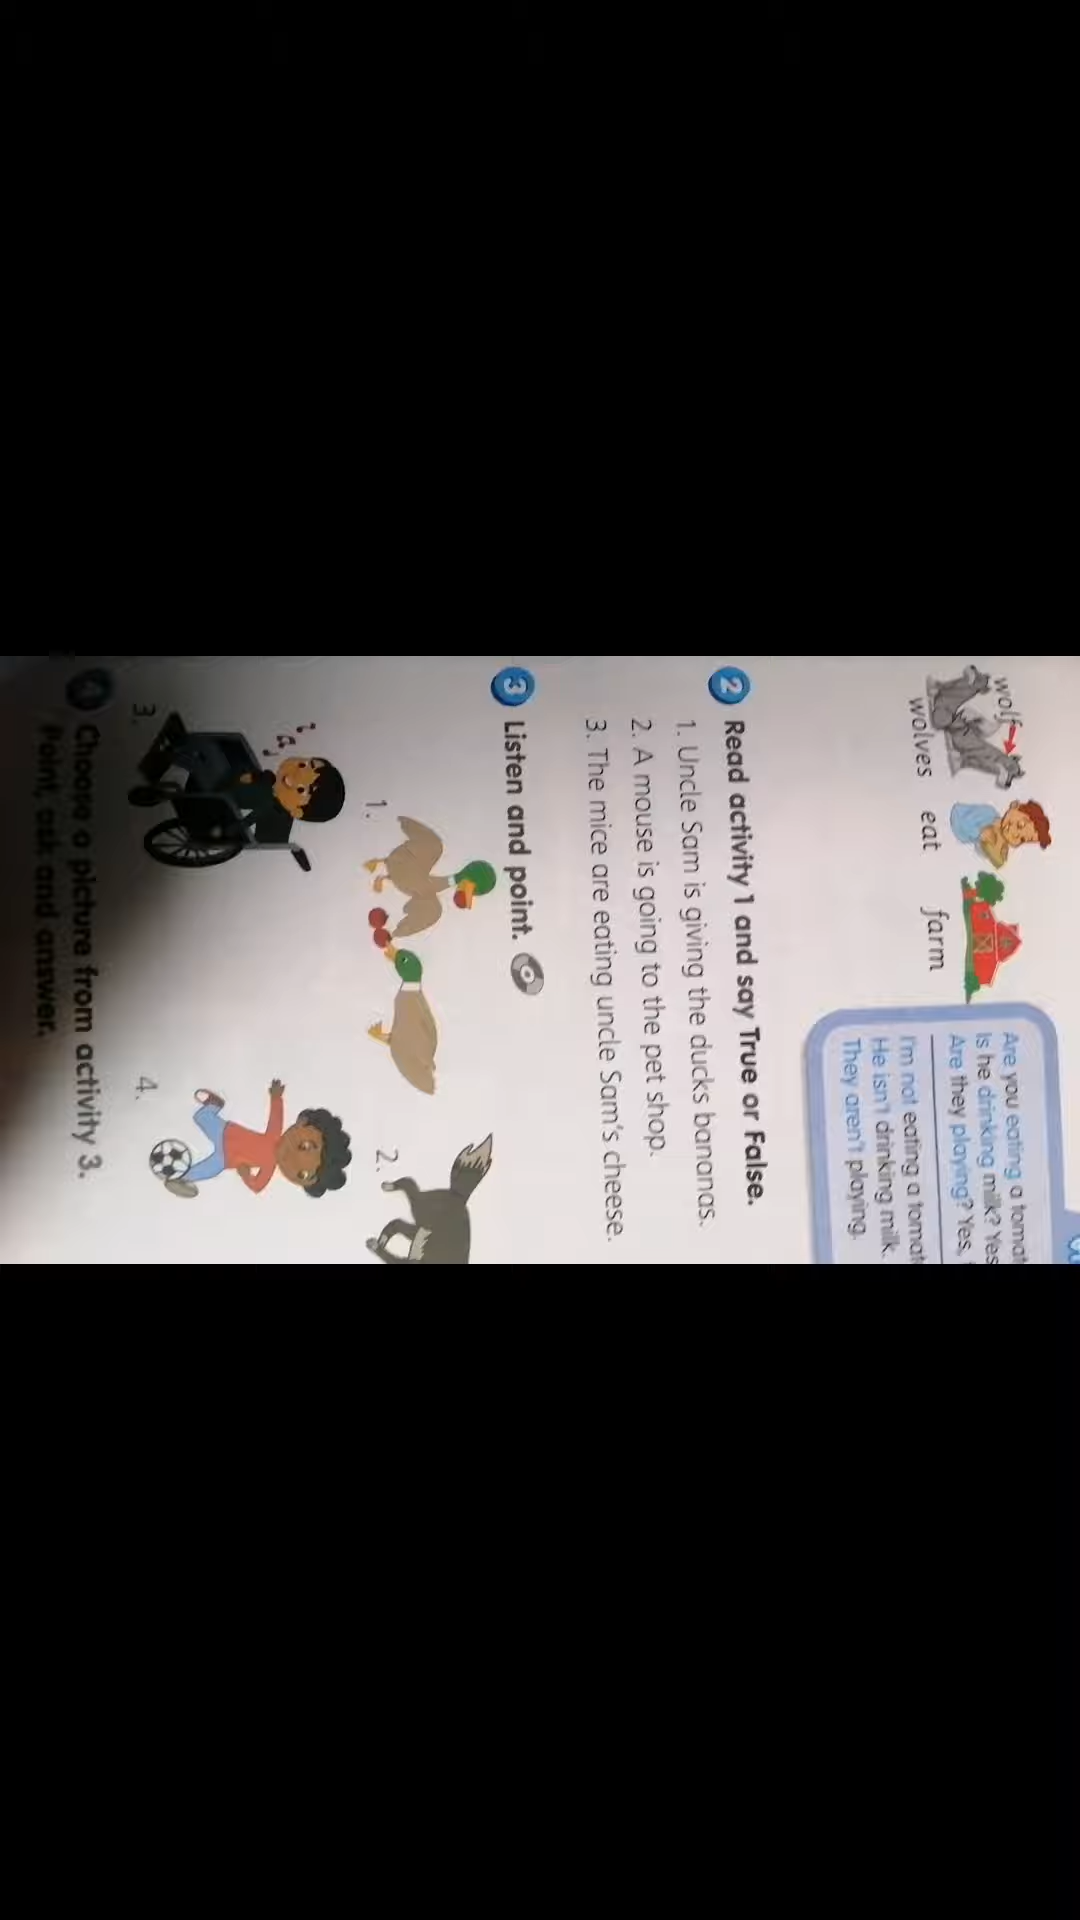 wolf
wolves
eat
farm
Are you eating a tomat
Is he drinking milk? Yes
Are they playing? Yes,
I'm not eating a tomat
He isn't drinking milk.
They aren't playing.
2 Read activity 1 and say True or False.
1. Uncle Sam is giving the ducks bananas.
2. A mouse is going to the pet shop.
3. The mice are eating uncle Sam's cheese.
3 Listen and point.
1.
2.
3.
4.
4 Choose a picture from activity 3.
Point, ask and answer.